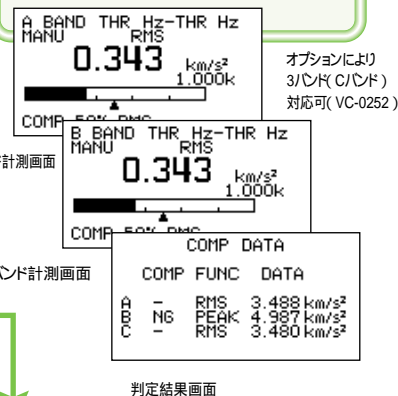 A BAND THR Hz-THR Hz
MANU RMS
0.343 km/s²
1.000k
COMP 50% RMS
オプションにより
3バンド(Cバンド)
対応可(VC-0252)
計測画面
B BAND THR Hz-THR Hz
MANU RMS
0.343 km/s²
1.000k
COMP 50% RMS
バンド計測画面
COMP DATA
COMP FUNC DATA
A - RMS 3.488 km/s²
B NG PEAK 4.987 km/s²
C - RMS 3.480 km/s²
判定結果画面